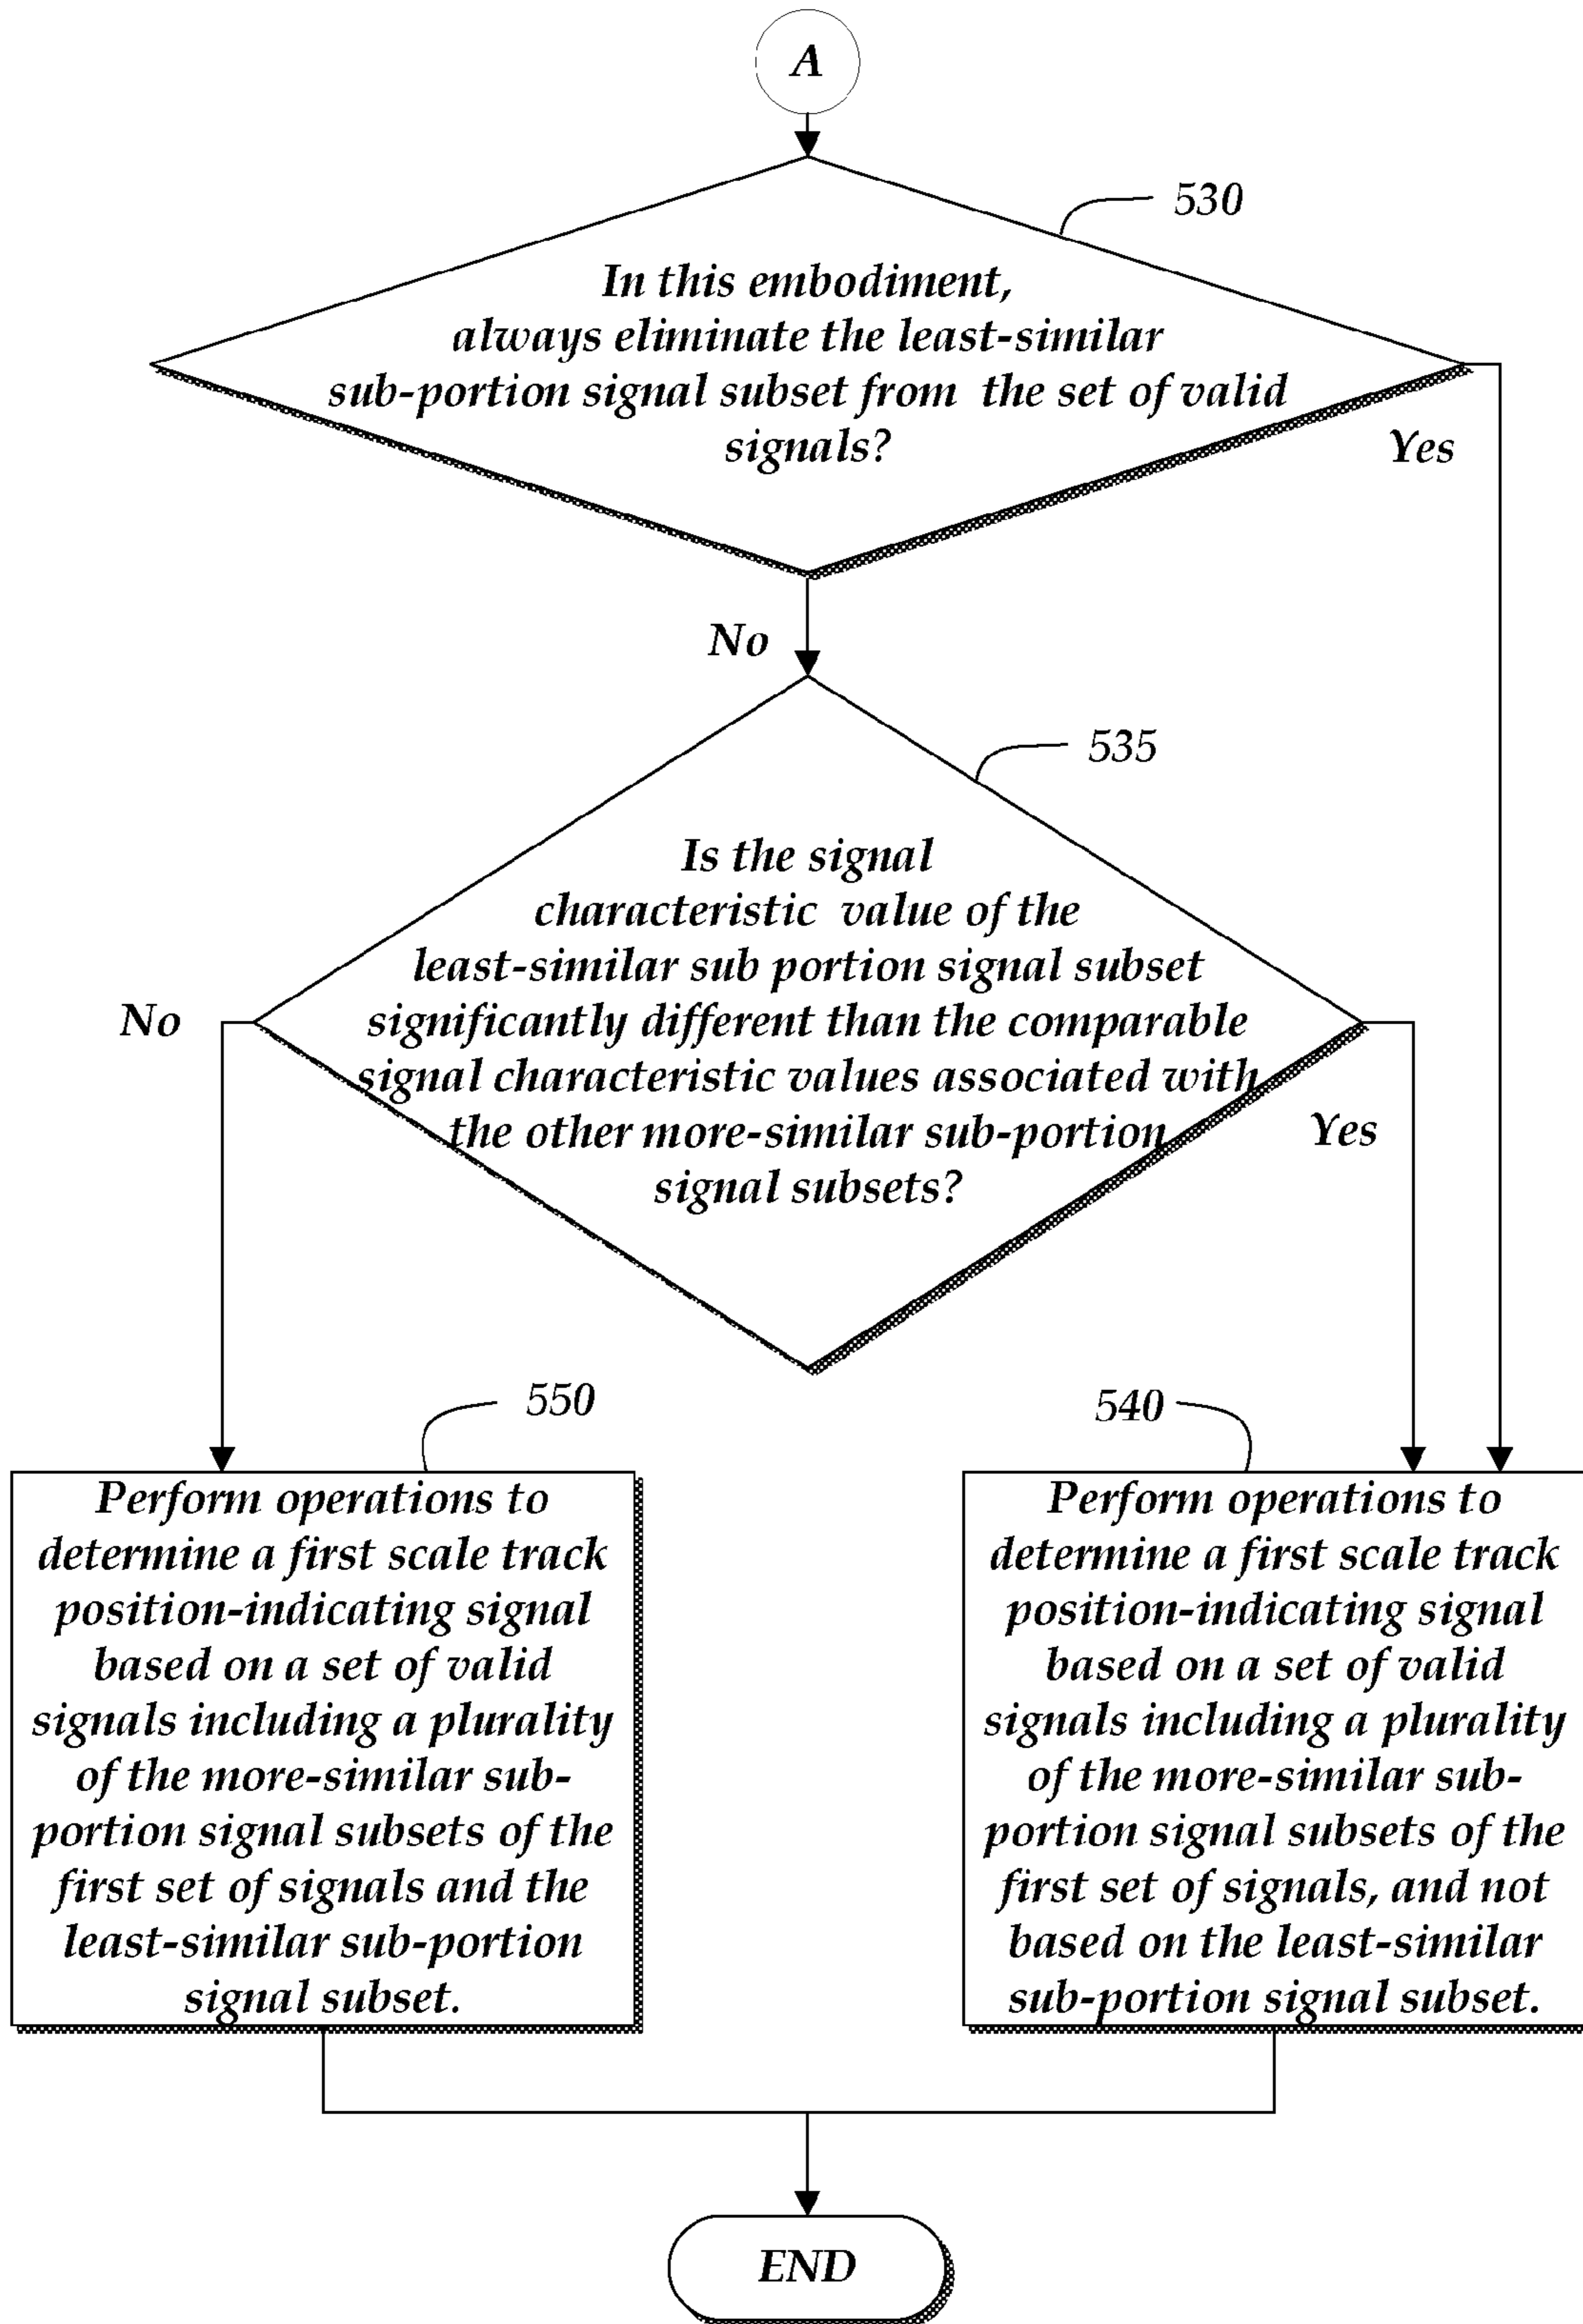 A
530
In this embodiment,
always eliminate the least-similar
sub-portion signal subset from the set of valid
signals?
Yes
No
535
Is the signal
characteristic value of the
least-similar sub portion signal subset
significantly different than the comparable
signal characteristic values associated with
the other more-similar sub-portion
signal subsets?
No
Yes
550
Perform operations to
determine a first scale track
position-indicating signal
based on a set of valid
signals including a plurality
of the more-similar sub-
portion signal subsets of the
first set of signals and the
least-similar sub-portion
signal subset.
540
Perform operations to
determine a first scale track
position-indicating signal
based on a set of valid
signals including a plurality
of the more-similar sub-
portion signal subsets of the
first set of signals, and not
based on the least-similar
sub-portion signal subset.
END